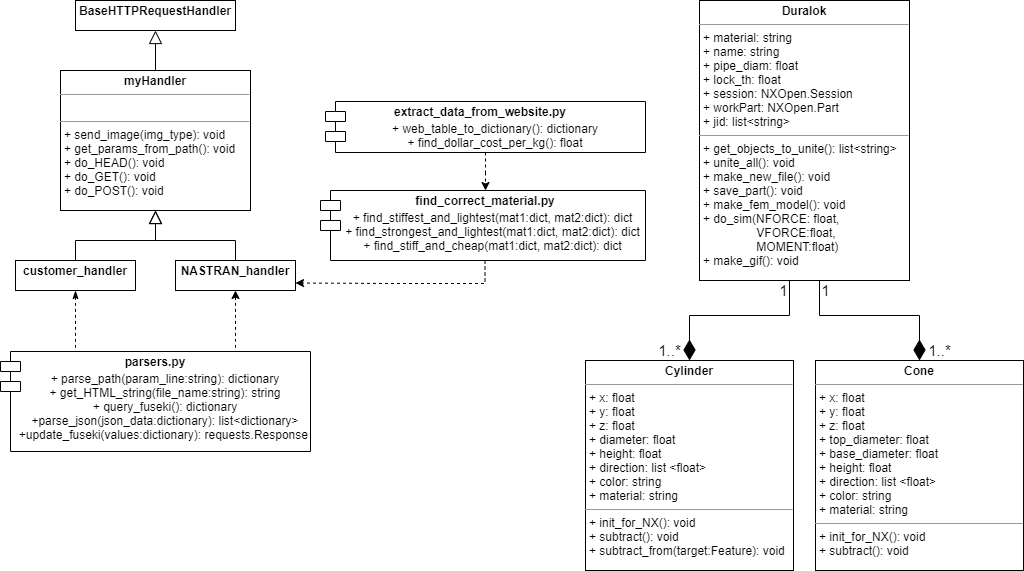 BaseHTTPRequestHandler
myHandler
+ send_image(img_type): void
+ get_params_from_path(): void
+ do_HEAD(): void
+ do_GET(): void
+ do_POST(): void
customer_handler
NASTRAN_handler
parsers.py
+ parse_path(param_line:string): dictionary
+ get_HTML_string(file_name:string): string
+ query_fuseki(): dictionary
+parse_json(json_data:dictionary): list<dictionary>
+update_fuseki(values:dictionary): requests.Response
extract_data_from_website.py
+ web_table_to_dictionary(): dictionary
+ find_dollar_cost_per_kg(): float
find_correct_material.py
+ find_stiffest_and_lightest(mat1:dict, mat2:dict): dict
+ find_strongest_and_lightest(mat1:dict, mat2:dict): dict
+ find_stiff_and_cheap(mat1:dict, mat2:dict): dict
Duralok
+ material: string
+ name: string
+ pipe_diam: float
+ lock_th: float
+ session: NXOpen.Session
+ workPart: NXOpen.Part
+ jid: list<string>
+ get_objects_to_unite(): list<string>
+ unite_all(): void
+ make_new_file(): void
+ save_part(): void
+ make_fem_model(): void
+ do_sim(NFORCE: float,
VFORCE:float,
MOMENT:float)
+ make_gif(): void
1
1
1..*
1..*
Cylinder
+ x: float
+ y: float
+ z: float
+ diameter: float
+ height: float
+ direction: list <float>
+ color: string
+ material: string
+ init_for_NX(): void
+ subtract(): void
+ subtract_from(target:Feature): void
Cone
+ x: float
+ y: float
+ z: float
+ top_diameter: float
+ base_diameter: float
+ height: float
+ direction: list <float>
+ color: string
+ material: string
+ init_for_NX(): void
+ subtract(): void